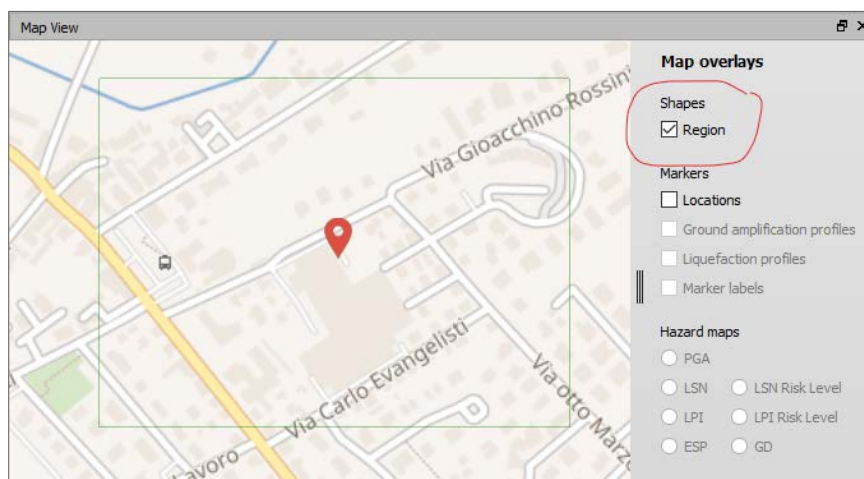 Map View
Map overlays
Shapes
Region
Markers
Locations
Ground amplification profiles
Liquefaction profiles
Marker labels
Hazard maps
PGA
LSN
LSN Risk Level
LPI
LPI Risk Level
ESP
GD
Via Gioacchino Rossini
Via Carlo Evangelisti
Via otto Marzo
Lavoro